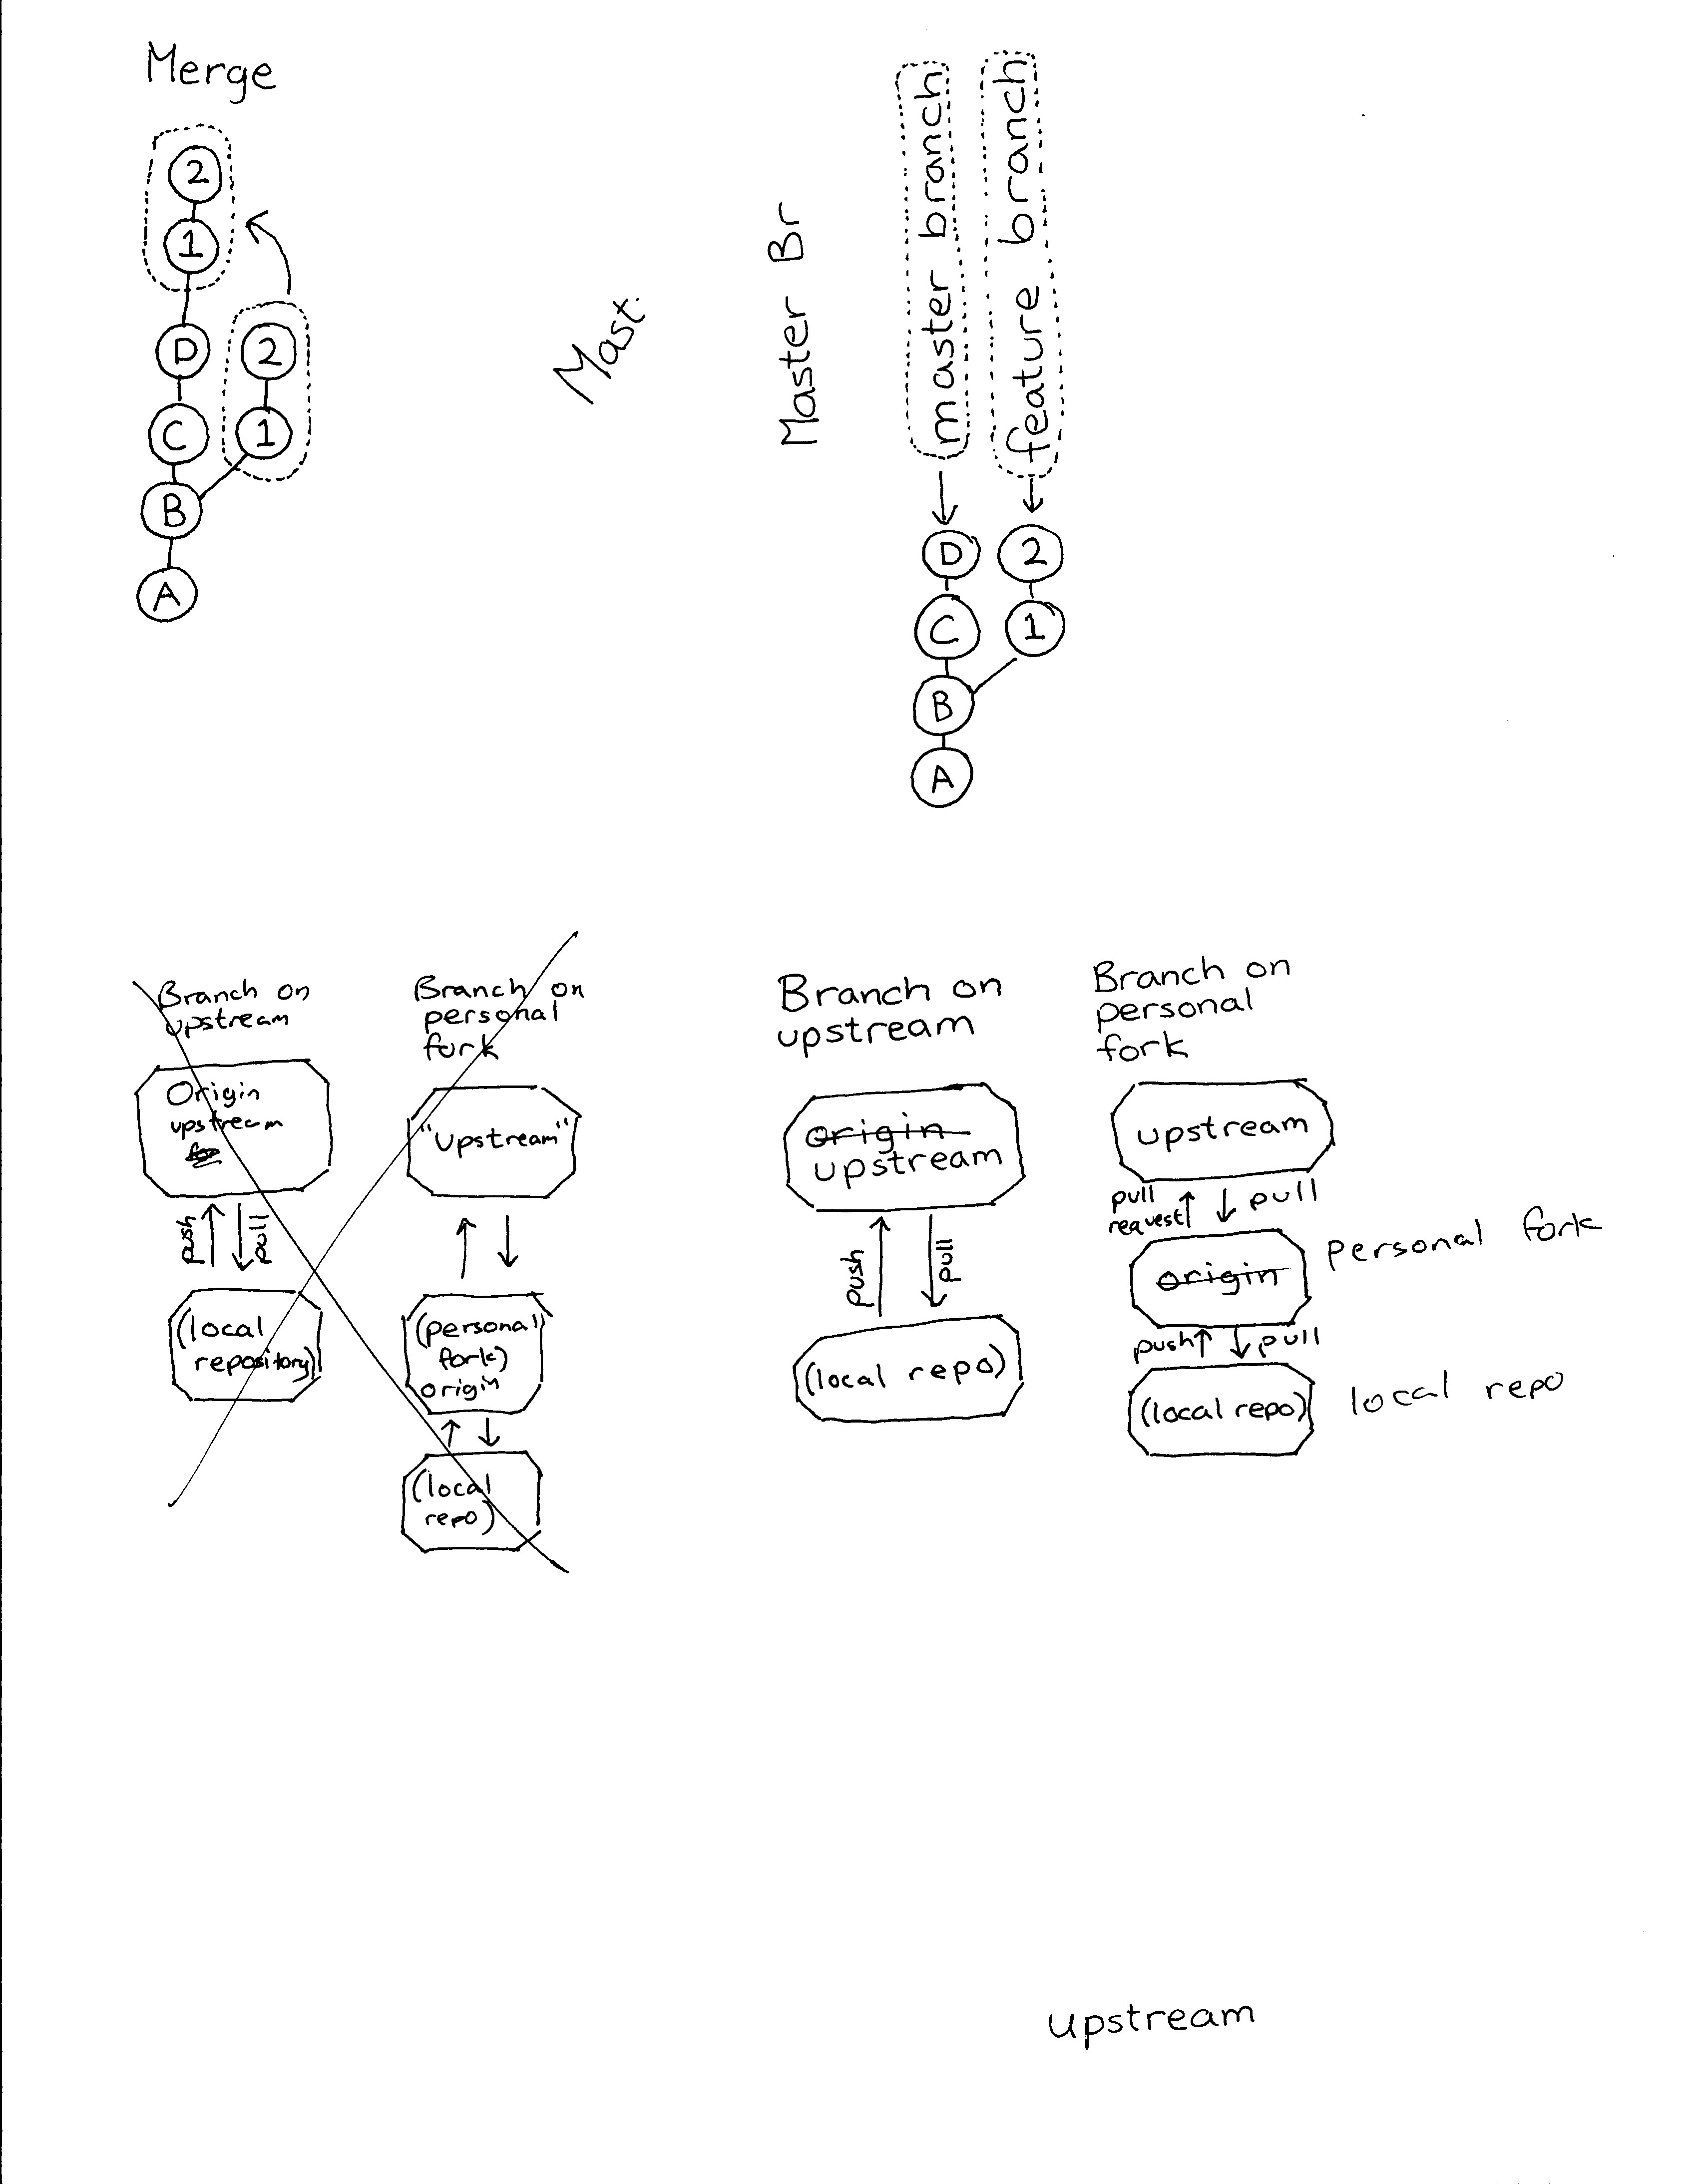 Merge
2
1
D
2
C
1
B
A
Mast.
Master Br
master branch
feature branch
D
2
C
1
B
A
Branch on
upstream
Origin
upstream
push
pull
(local
repository)
Branch on
personal
fork
"upstream"
(personal
fork)
origin
(local
repo)
Branch on
upstream
origin
upstream
push
pull
(local repo)
Branch on
personal
fork
upstream
pull
request
pull
origin
personal fork
push
pull
(local repo)
local repo
upstream